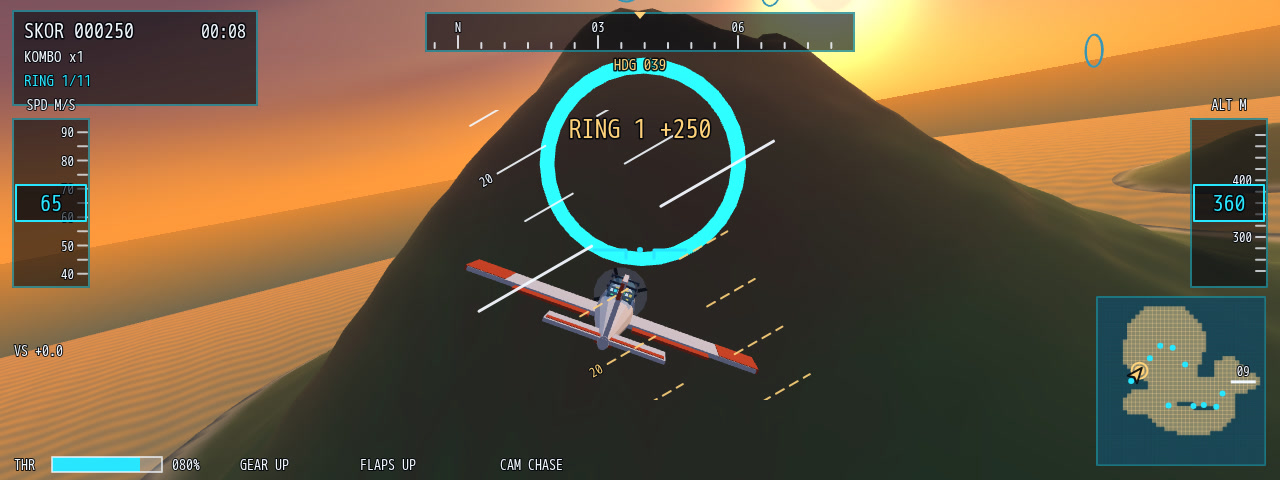 SKOR 000250 00:08
KOMBO x1
RING 1/11
SPD M/S
90
80
70
65
60
50
40
N 03 06
HDG 039
RING 1 +250
20
20
ALT M
400
360
300
VS +0.0
09
THR 080% GEAR UP FLAPS UP CAM CHASE